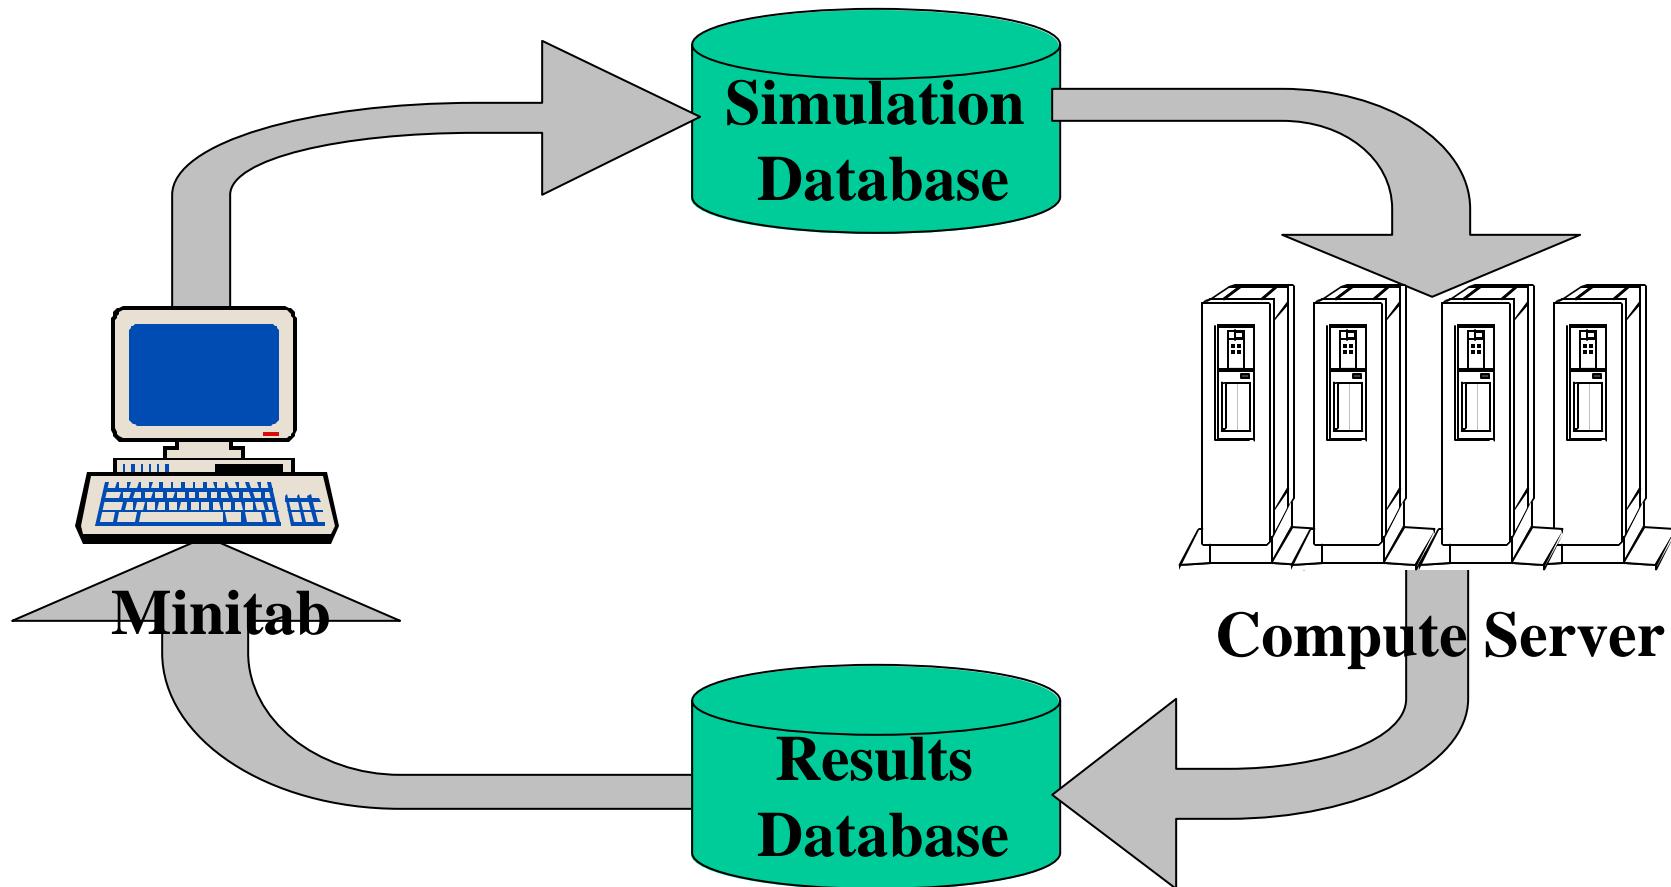 Simulation
Database
Minitab
Compute Server
Results
Database